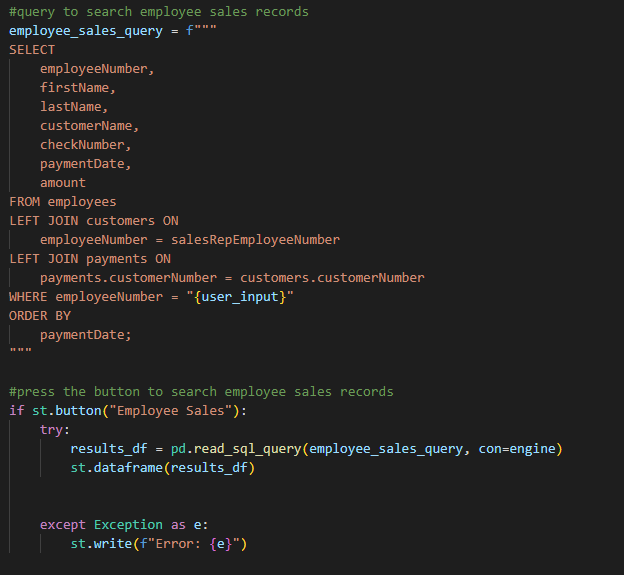 #query to search employee sales records
employee_sales_query = f"""
SELECT
    employeeNumber,
    firstName,
    lastName,
    customerName,
    checkNumber,
    paymentDate,
    amount
FROM employees
LEFT JOIN customers ON
    employeeNumber = salesRepEmployeeNumber
LEFT JOIN payments ON
    payments.customerNumber = customers.customerNumber
WHERE employeeNumber = "{user_input}"
ORDER BY
    paymentDate;
"""
#press the button to search employee sales records
if st.button("Employee Sales"):
    try:
        results_df = pd.read_sql_query(employee_sales_query, con=engine)
        st.dataframe(results_df)
    except Exception as e:
        st.write(f"Error: {e}")